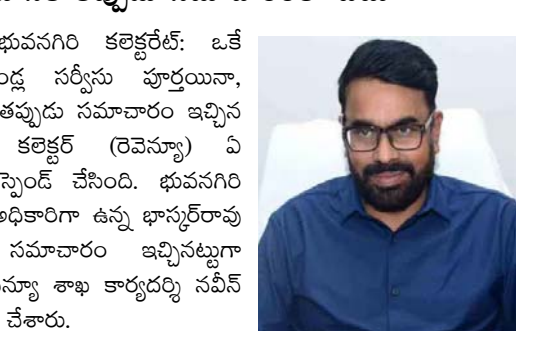 భువనగిరి కలెక్టరేట్: ఒకే
సర్వీసు పూర్తయినా,
తప్పుడు సమాచారం ఇచ్చిన
కలెక్టర్ (రెవెన్యూ) ఏ
చేసింది. భువనగిరి
అధికారిగా ఉన్న భాస్కర్‌రావు
సమాచారం ఇచ్చినట్టుగా
శాఖ కార్యదర్శి నవీన్
చేశారు.